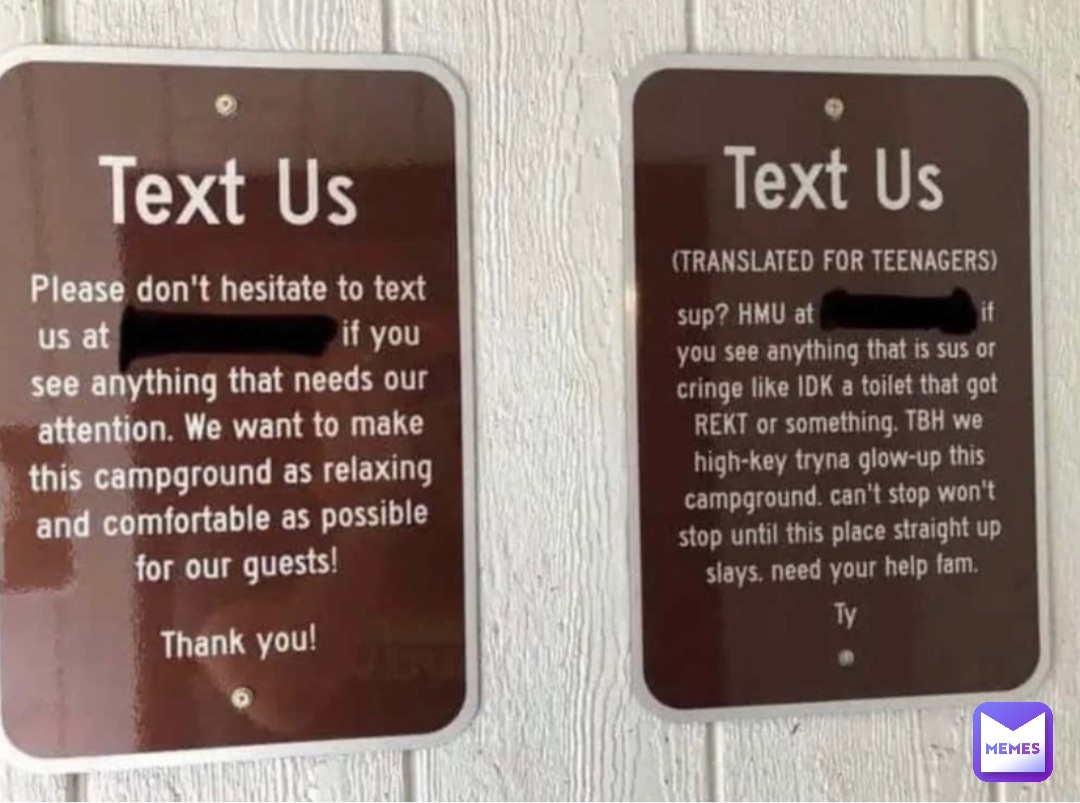 Text Us
Please don't hesitate to text
us at if you
see anything that needs our
attention. We want to make
this campground as relaxing
and comfortable as possible
for our guests!
Thank you!
Text Us
(TRANSLATED FOR TEENAGERS)
sup? HMU at if
you see anything that is sus or
cringe like IDK a toilet that got
REKT or something. TBH we
high-key tryna glow-up this
campground. can't stop won't
stop until this place straight up
slays. need your help fam.
Ty
MEMES